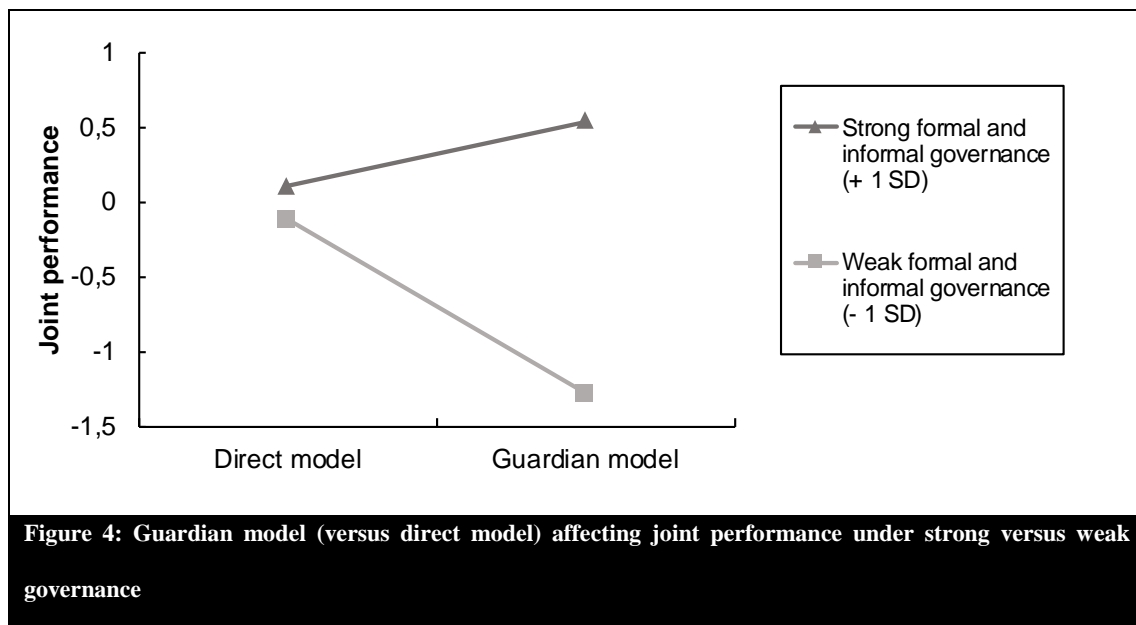 1
0,5
0
-0,5
-1
-1,5
Joint performance
Direct model
Guardian model
Strong formal and
informal governance
(+ 1 SD)
Weak formal and
informal governance
(- 1 SD)
Figure 4: Guardian model (versus direct model) affecting joint performance under strong versus weak
governance